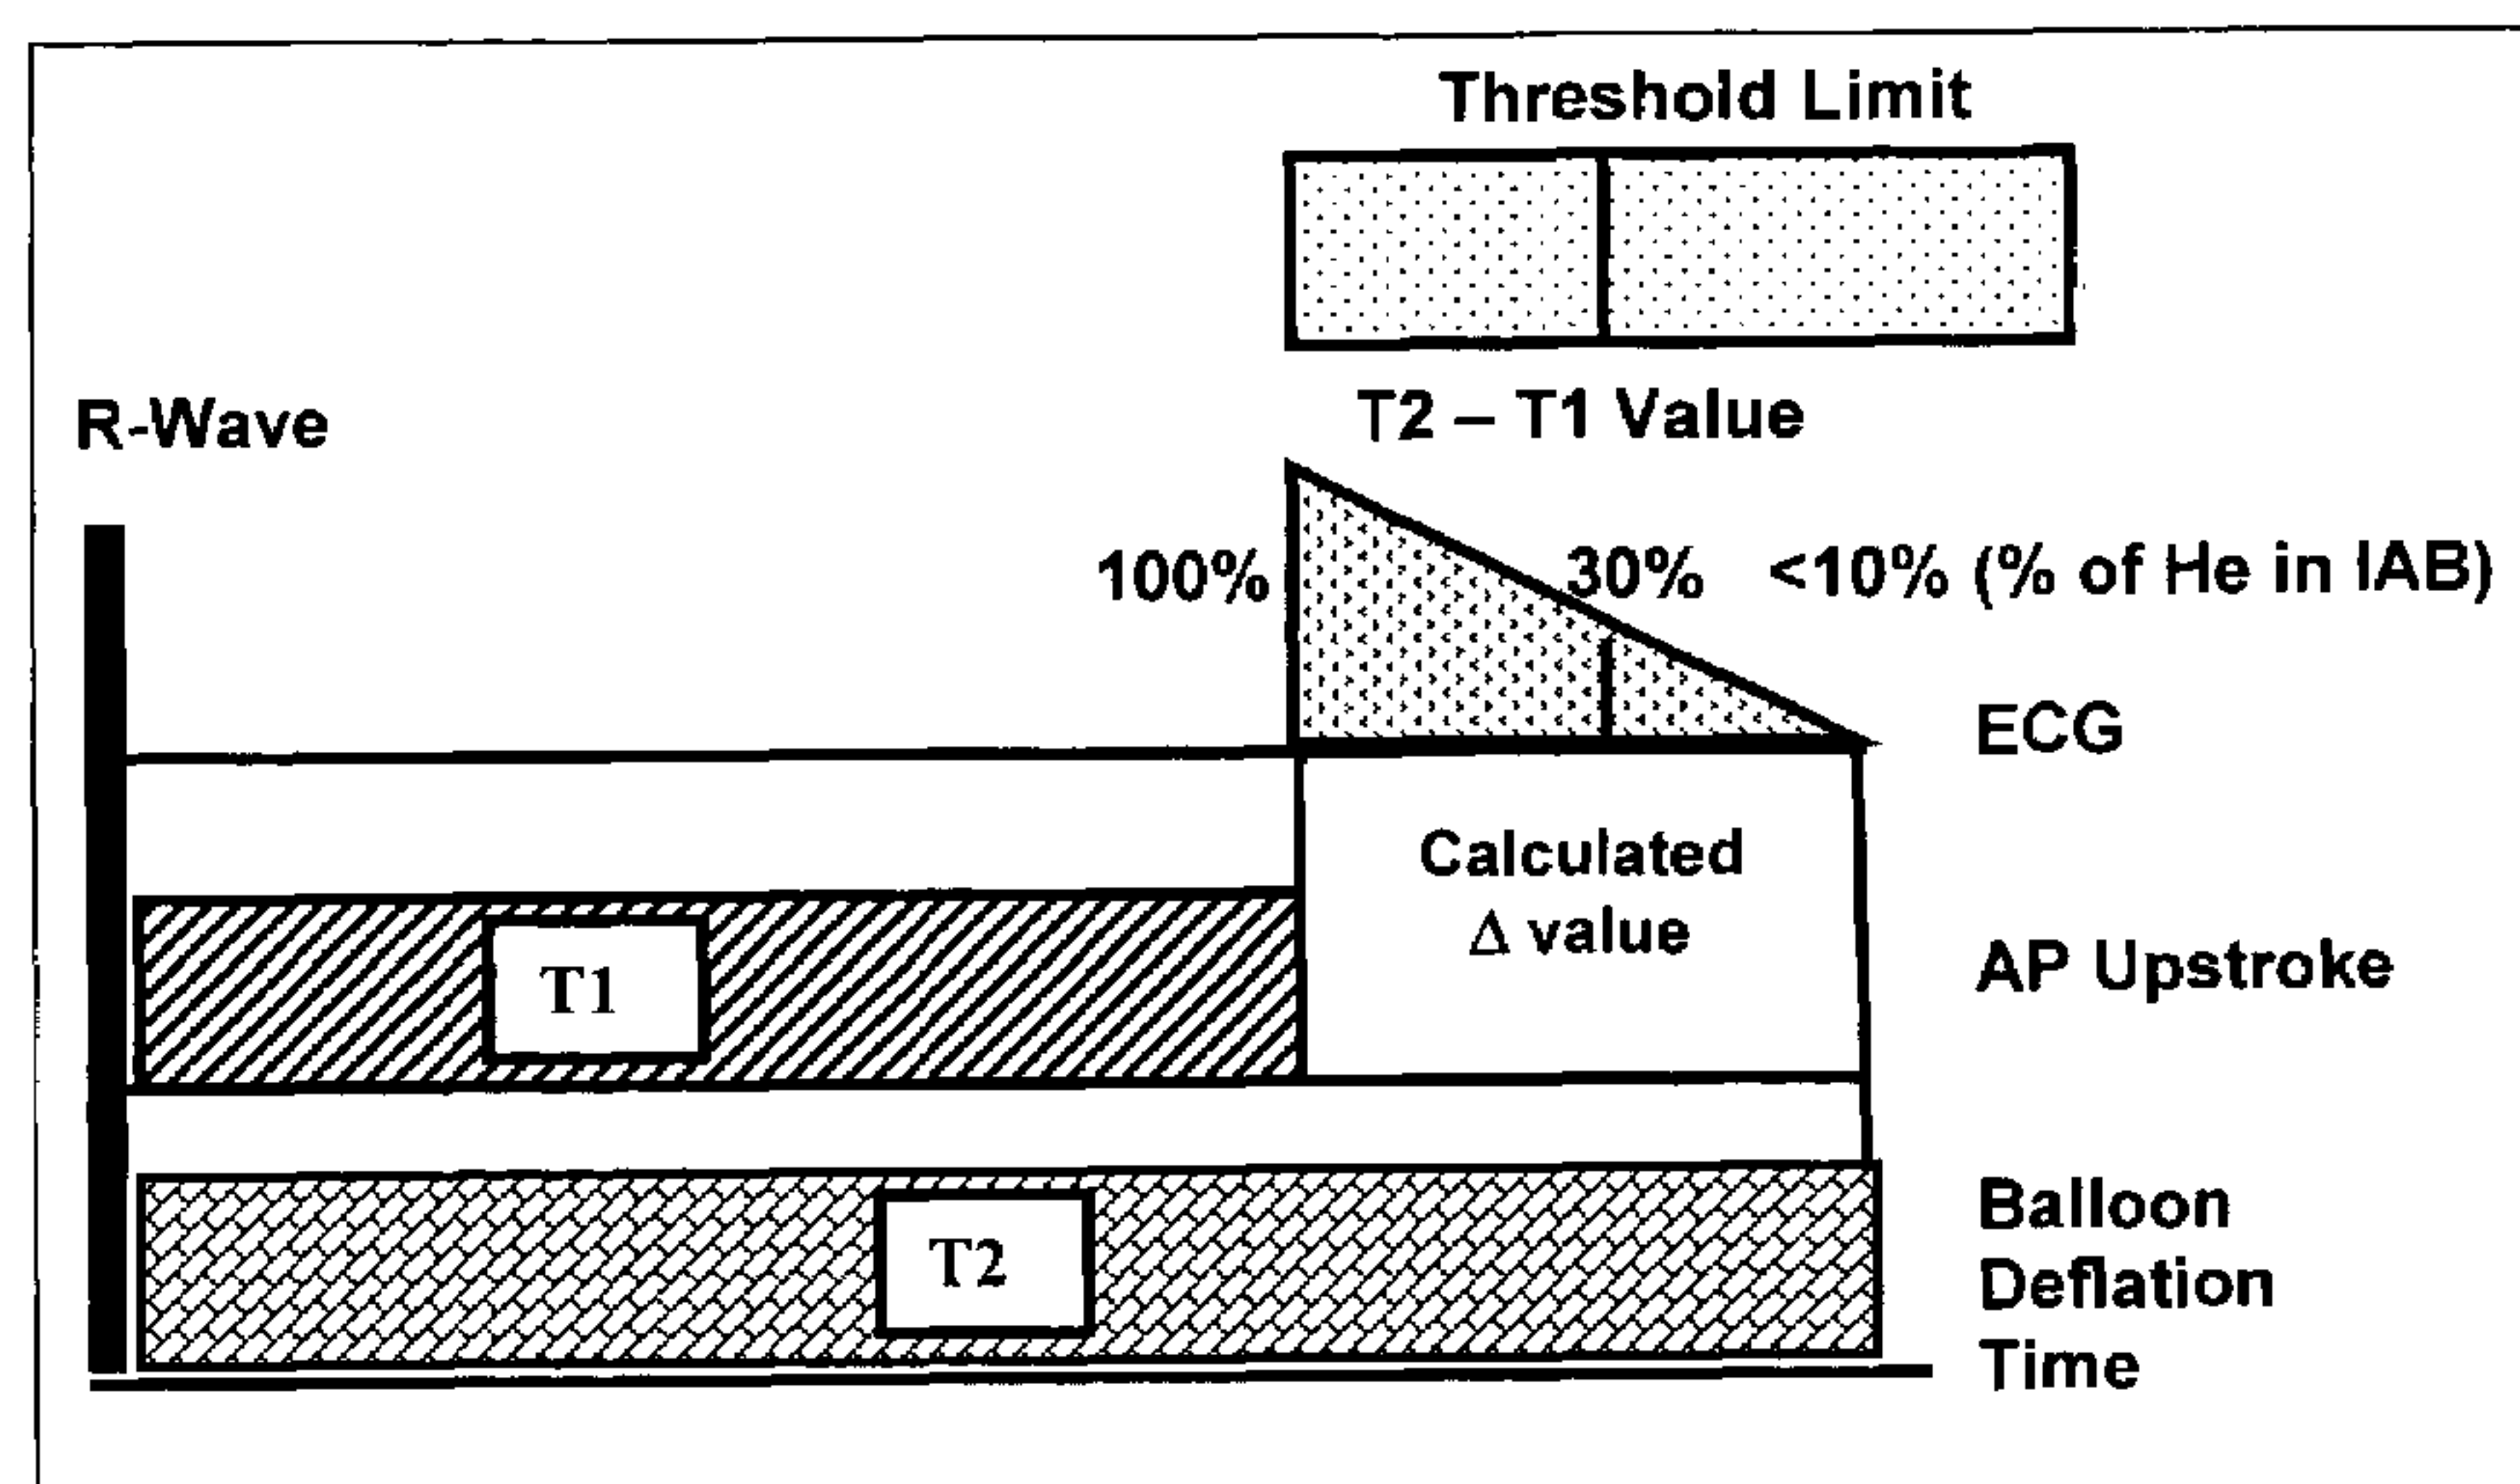 Threshold Limit
T2 – T1 Value
R-Wave
100%
30%
<10% (% of He in IAB)
ECG
Calculated
Δ value
AP Upstroke
T1
Balloon
Deflation
Time
T2